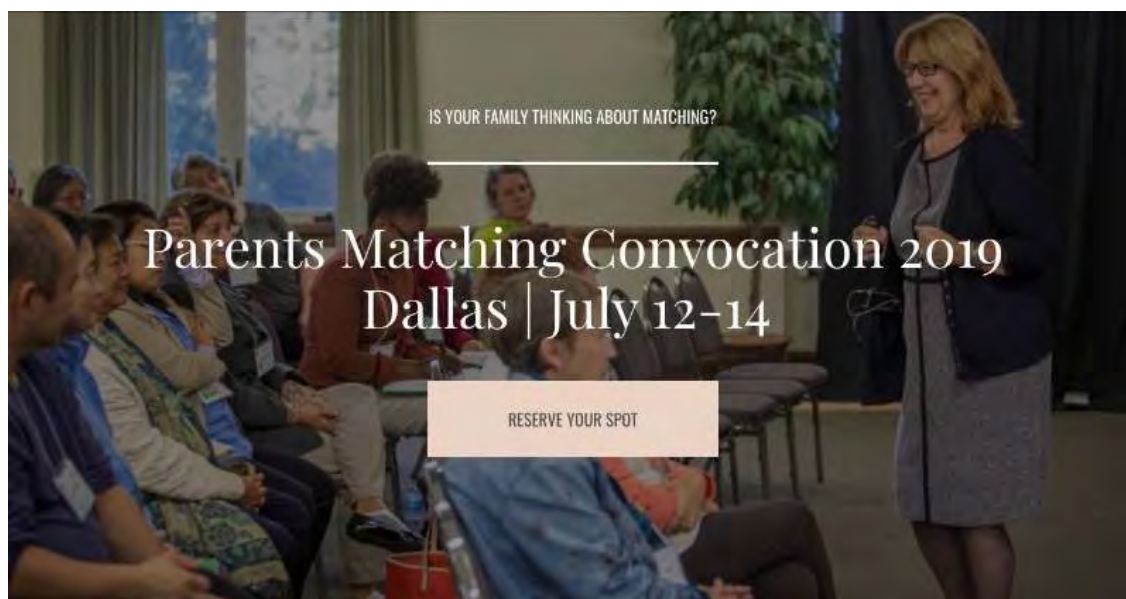 IS YOUR FAMILY THINKING ABOUT MATCHING?
Parents Matching Convocation 2019
Dallas | July 12-14
RESERVE YOUR SPOT